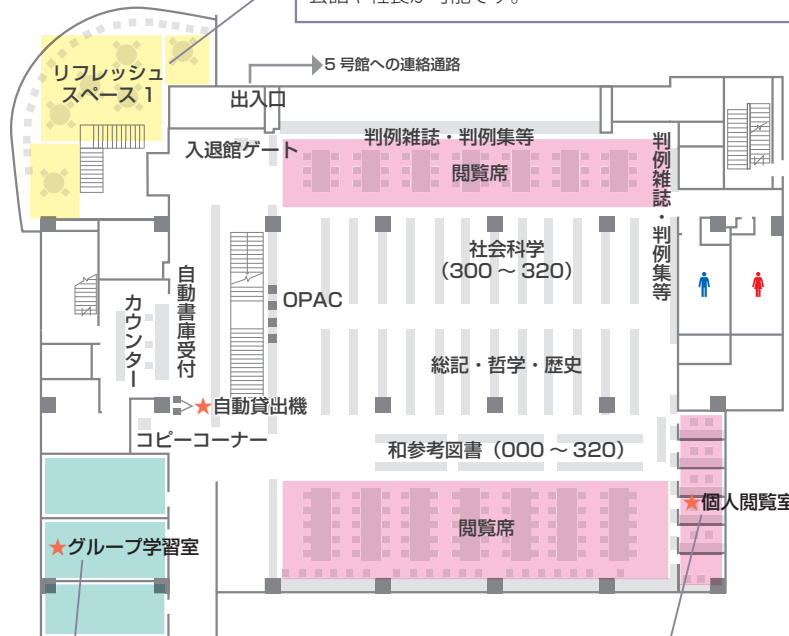 リフレッシュ
スペース 1
5 号館への連絡通路
出入口
入退館ゲート
判例雑誌・判例集等
閲覧席
判例雑誌・判例集等
社会科学
（300 ～ 320）
OPAC
自動書庫受付
カウンター
総記・哲学・歴史
★自動貸出機
コピーコーナー
和参考図書（000 ～ 320）
閲覧席
★個人閲覧室
★グループ学習室